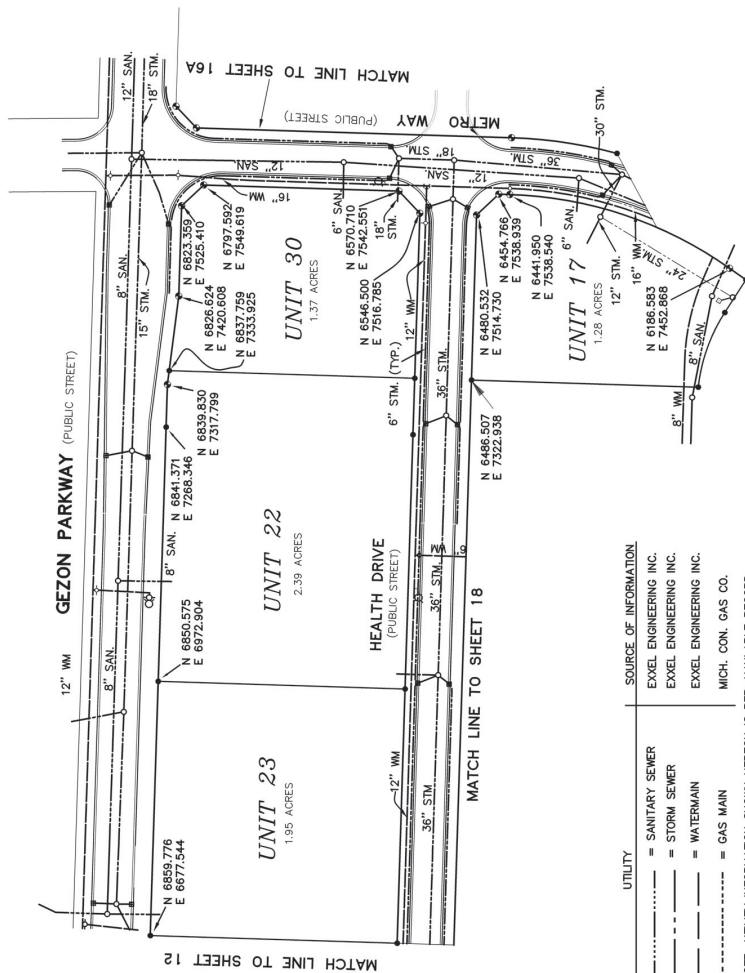 MATCH LINE TO SHEET 16A
METRO WAY
(PUBLIC STREET)
12" SAN.
18" STM.
8" SAN.
15" STM.
GEZON PARKWAY (PUBLIC STREET)
12" WM
8" SAN.
8" SAN.
12" SAN
16" WM
6" SAN.
18" STM.
18" STM
36" STM.
30" STM.
12" SAN
6" SAN.
12" STM.
16" WM
24" STM.
8" SAN.
8" WM
N 6823.359
E 7525.410
N 6797.592
E 7549.619
N 6826.624
E 7420.608
N 6837.759
E 7333.925
N 6839.830
E 7317.799
N 6841.371
E 7268.346
N 6850.575
E 6972.904
N 6859.776
E 6677.544
N 6570.710
E 7542.551
N 6546.500
E 7516.785
N 6454.766
E 7538.939
N 6441.950
E 7538.540
N 6480.532
E 7514.730
N 6486.507
E 7322.938
N 6186.583
E 7452.868
UNIT 30
1.37 ACRES
UNIT 17
1.28 ACRES
UNIT 22
2.39 ACRES
UNIT 23
1.95 ACRES
12" WM
6" STM. (TYP.)
36" STM.
HEALTH DRIVE
(PUBLIC STREET)
6" WM
36" STM.
12" WM
36" STM
MATCH LINE TO SHEET 18
MATCH LINE TO SHEET 12
UTILITY
SOURCE OF INFORMATION
= SANITARY SEWER
EXXEL ENGINEERING INC.
= STORM SEWER
EXXEL ENGINEERING INC.
= WATERMAIN
EXXEL ENGINEERING INC.
= GAS MAIN
MICH. CON. GAS CO.